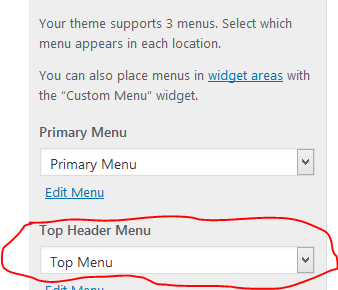 Your theme supports 3 menus. Select which
menu appears in each location.
You can also place menus in widget areas with
the "Custom Menu" widget.
Primary Menu
Primary Menu
Edit Menu
Top Header Menu
Top Menu
Edit Menu